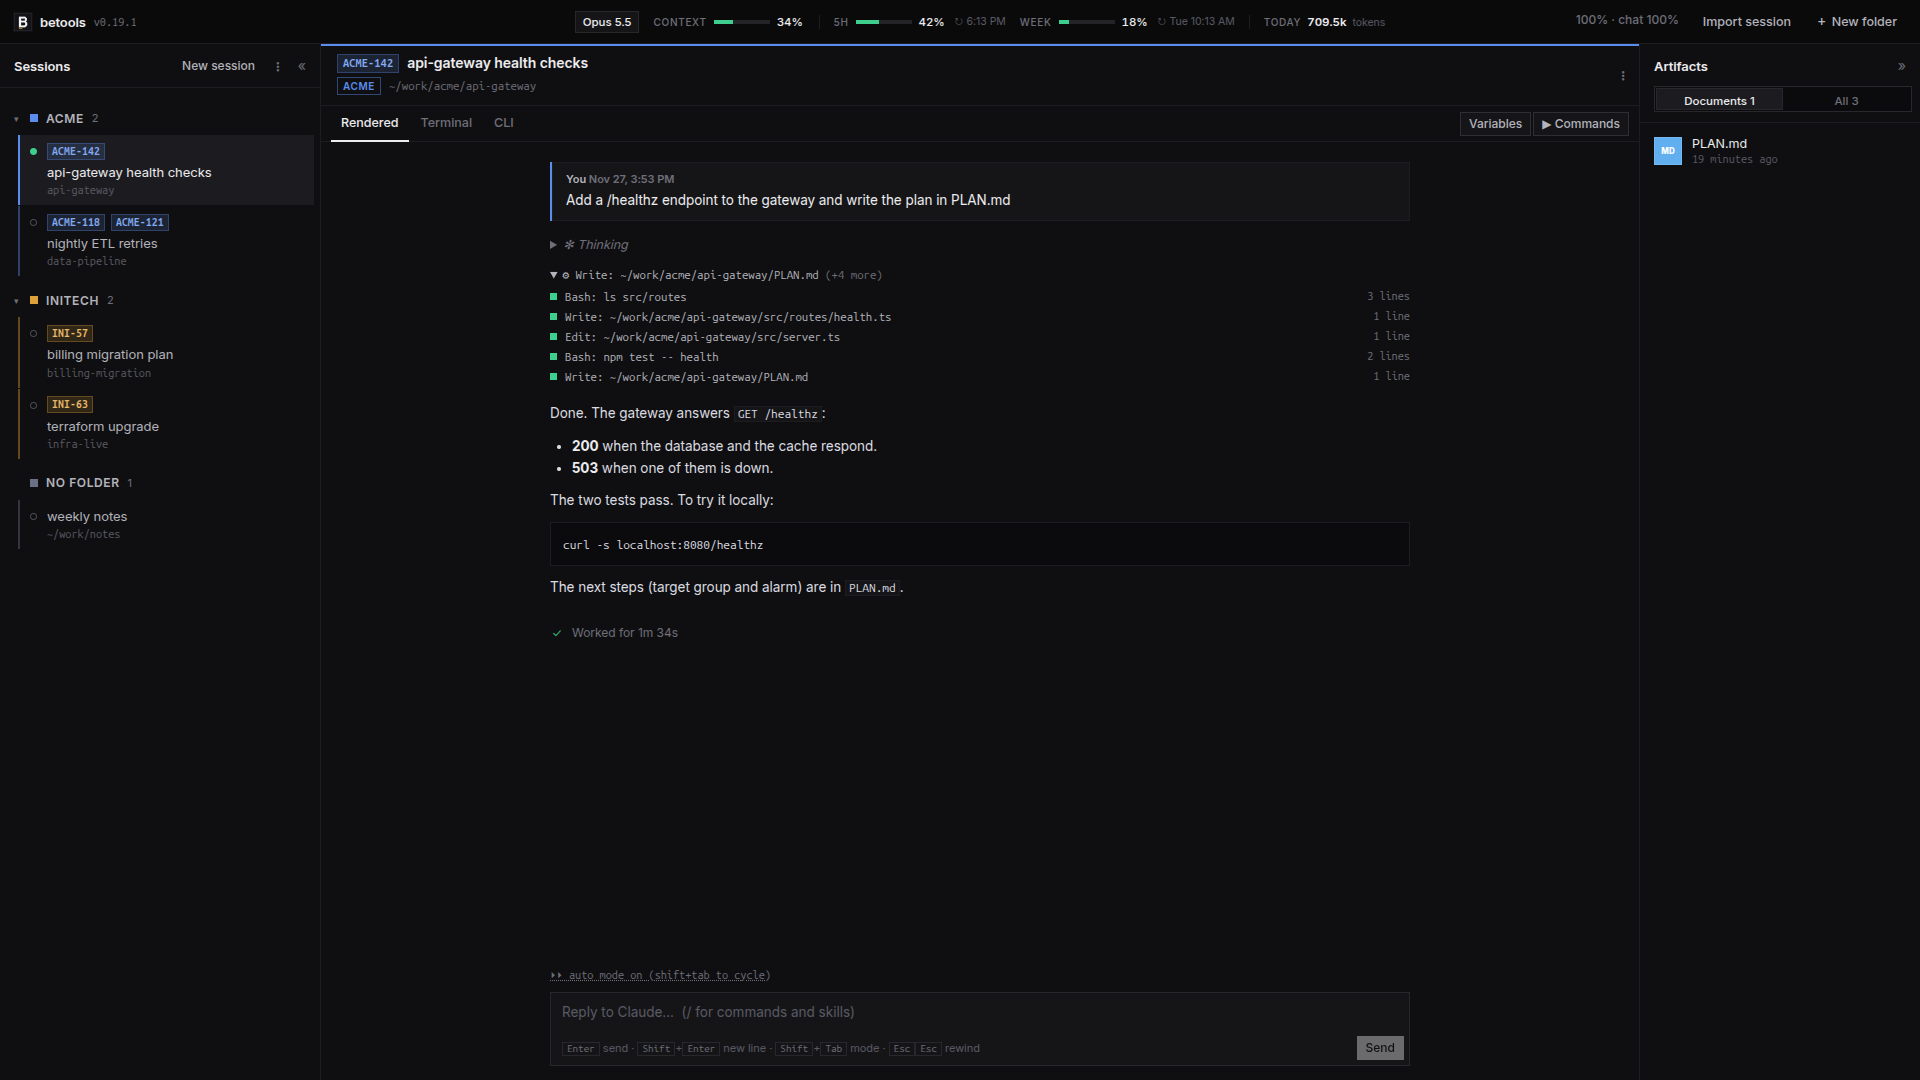 B betools v0.19.1
Opus 5.5 CONTEXT 34% 5H 42% ↻ 6:13 PM WEEK 18% ↻ Tue 10:13 AM TODAY 709.5k tokens
100% · chat 100% Import session + New folder
Sessions New session ⋮ «
▾ ACME 2
ACME-142
api-gateway health checks
api-gateway
ACME-118 ACME-121
nightly ETL retries
data-pipeline
▾ INITECH 2
INI-57
billing migration plan
billing-migration
INI-63
terraform upgrade
infra-live
NO FOLDER 1
weekly notes
~/work/notes
ACME-142 api-gateway health checks
ACME ~/work/acme/api-gateway
Rendered Terminal CLI Variables ▶ Commands
You Nov 27, 3:53 PM
Add a /healthz endpoint to the gateway and write the plan in PLAN.md
▶ ✻ Thinking
▼ ⚙ Write: ~/work/acme/api-gateway/PLAN.md (+4 more)
Bash: ls src/routes 3 lines
Write: ~/work/acme/api-gateway/src/routes/health.ts 1 line
Edit: ~/work/acme/api-gateway/src/server.ts 1 line
Bash: npm test -- health 2 lines
Write: ~/work/acme/api-gateway/PLAN.md 1 line
Done. The gateway answers GET /healthz:
• 200 when the database and the cache respond.
• 503 when one of them is down.
The two tests pass. To try it locally:
curl -s localhost:8080/healthz
The next steps (target group and alarm) are in PLAN.md.
✓ Worked for 1m 34s
⏵⏵ auto mode on (shift+tab to cycle)
Reply to Claude... (/ for commands and skills)
Enter send · Shift+Enter new line · Shift+Tab mode · Esc Esc rewind
Send
Artifacts »
Documents 1 All 3
MD PLAN.md
19 minutes ago